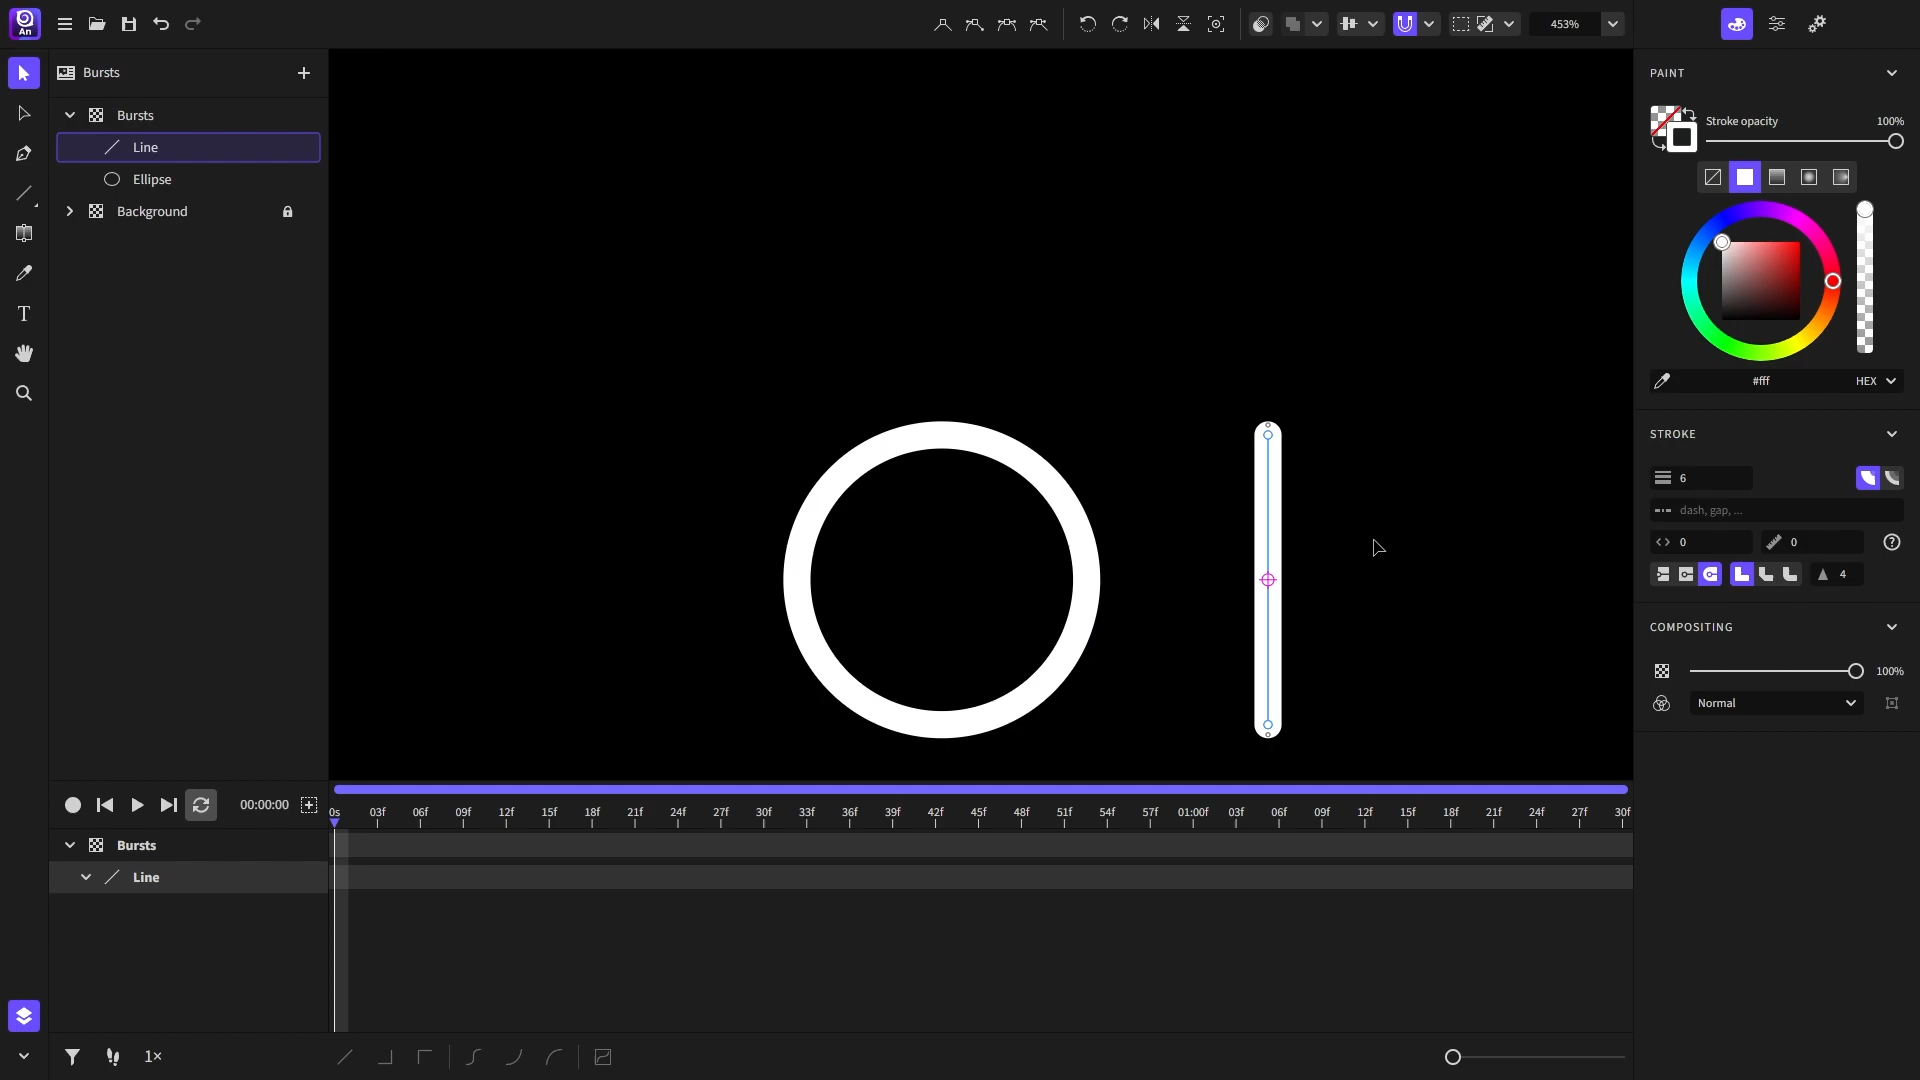 An
453%
Bursts
Bursts
Line
Ellipse
Background
PAINT
Stroke opacity 100%
#fff HEX
STROKE
6
dash, gap, ...
0 0 ?
4
COMPOSITING
100%
Normal
T
00:00:00
0s 03f 06f 09f 12f 15f 18f 21f 24f 27f 30f 33f 36f 39f 42f 45f 48f 51f 54f 57f 01:00f 03f 06f 09f 12f 15f 18f 21f 24f 27f 30f
Bursts
Line
1×